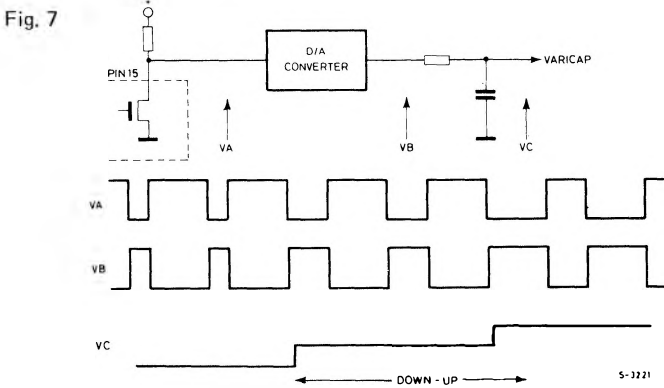 Fig. 7
+
D/A
CONVERTER
VARICAP
PIN 15
VA
VB
VC
VA
VB
VC
DOWN - UP
S-3221